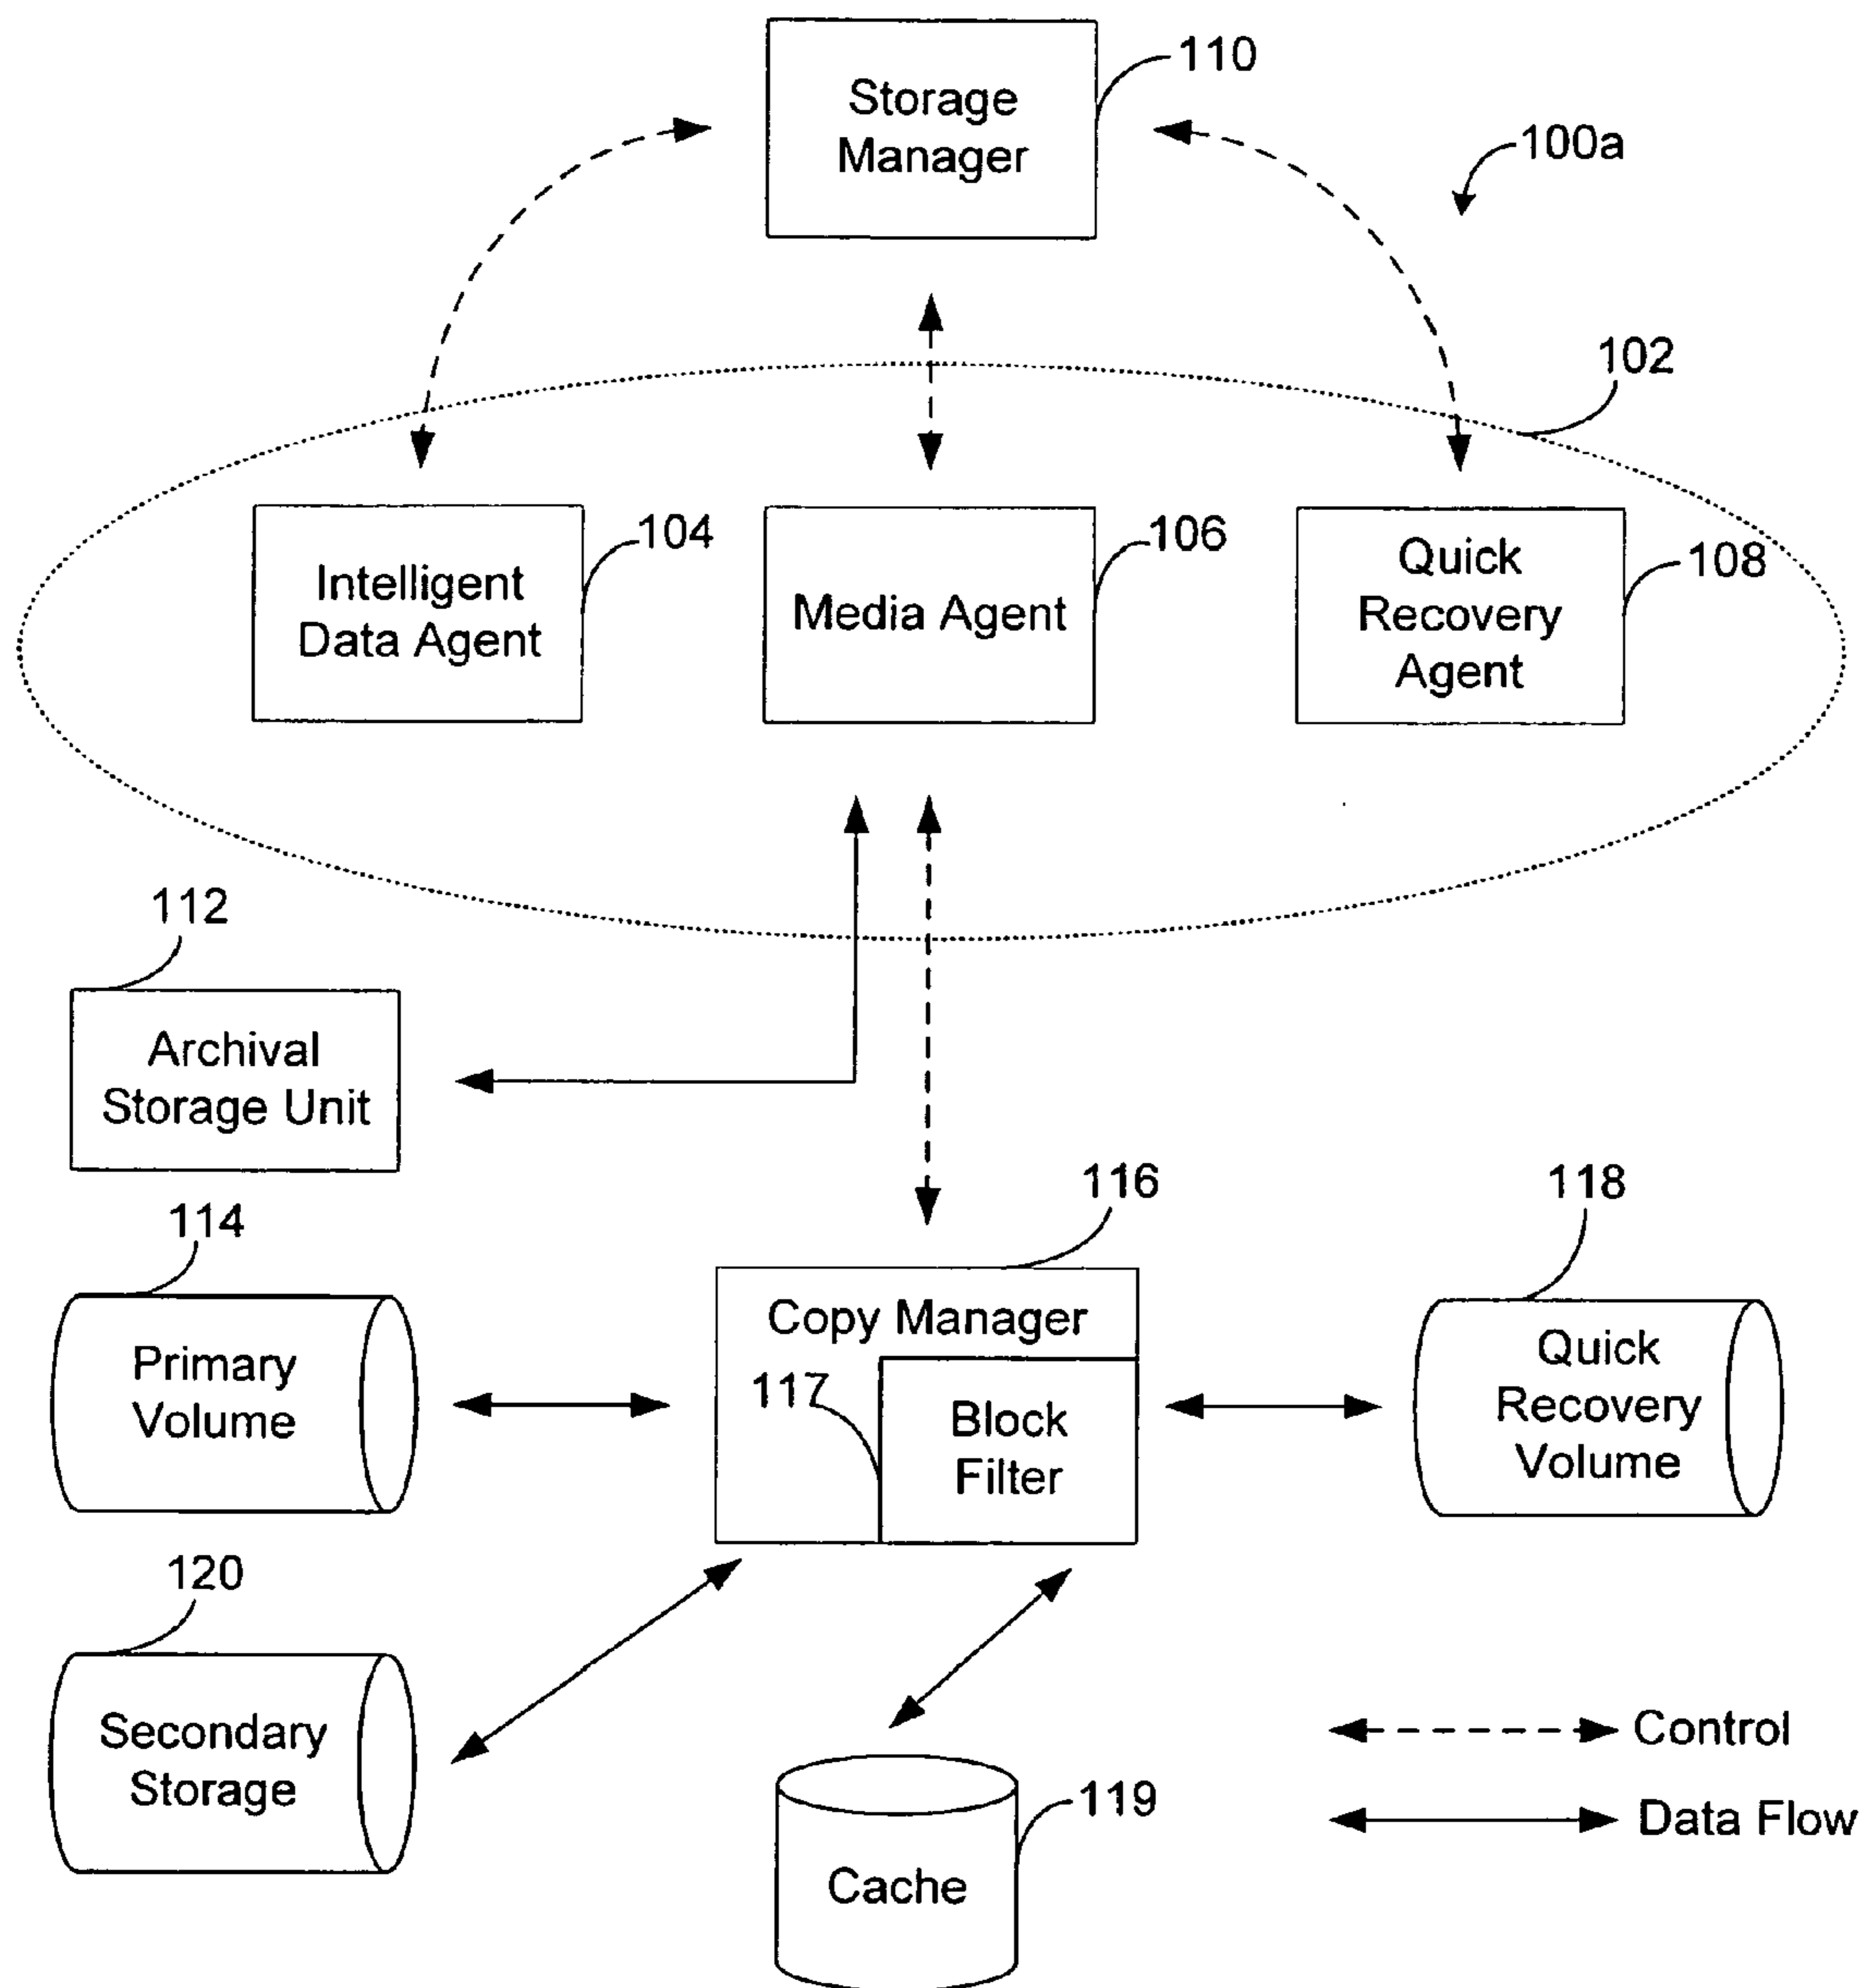 Storage
Manager
110
100a
102
Intelligent
Data Agent
104
Media Agent
106
Quick
Recovery
Agent
108
112
Archival
Storage Unit
114
Primary
Volume
116
Copy Manager
117
Block
Filter
118
Quick
Recovery
Volume
120
Secondary
Storage
119
Cache
Control
Data Flow